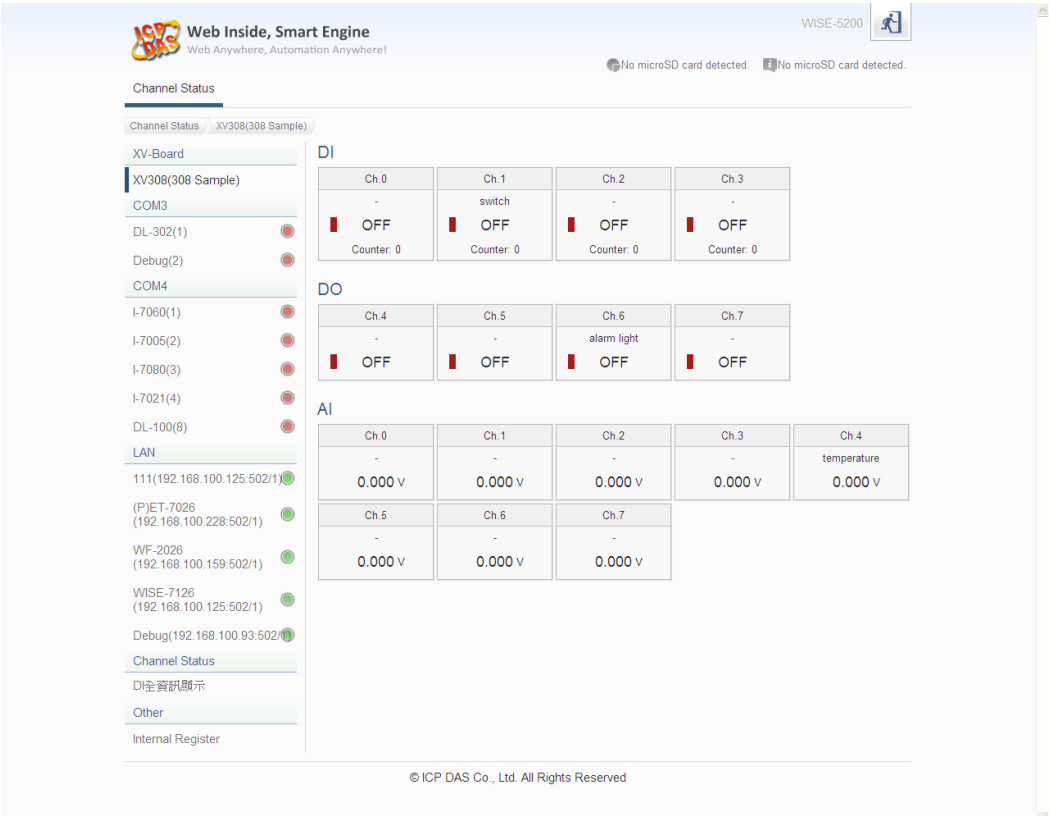 ICP DAS
Web Inside, Smart Engine
Web Anywhere, Automation Anywhere!
WISE-5200
No microSD card detected. No microSD card detected.
Channel Status
Channel Status XV308(308 Sample)
XV-Board
XV308(308 Sample)
COM3
DL-302(1)
Debug(2)
COM4
I-7060(1)
I-7005(2)
I-7080(3)
I-7021(4)
DL-100(8)
LAN
111(192.168.100.125:502/1)
(P)ET-7026
(192.168.100.228:502/1)
WF-2026
(192.168.100.159:502/1)
WISE-7126
(192.168.100.125:502/1)
Debug(192.168.100.93:502/1)
Channel Status
DI全資訊顯示
Other
Internal Register
DI
Ch.0 Ch.1 Ch.2 Ch.3
- switch - -
OFF OFF OFF OFF
Counter: 0 Counter: 0 Counter: 0 Counter: 0
DO
Ch.4 Ch.5 Ch.6 Ch.7
- - alarm light -
OFF OFF OFF OFF
AI
Ch.0 Ch.1 Ch.2 Ch.3 Ch.4
- - - - temperature
0.000 V 0.000 V 0.000 V 0.000 V 0.000 V
Ch.5 Ch.6 Ch.7
- - -
0.000 V 0.000 V 0.000 V
© ICP DAS Co., Ltd. All Rights Reserved